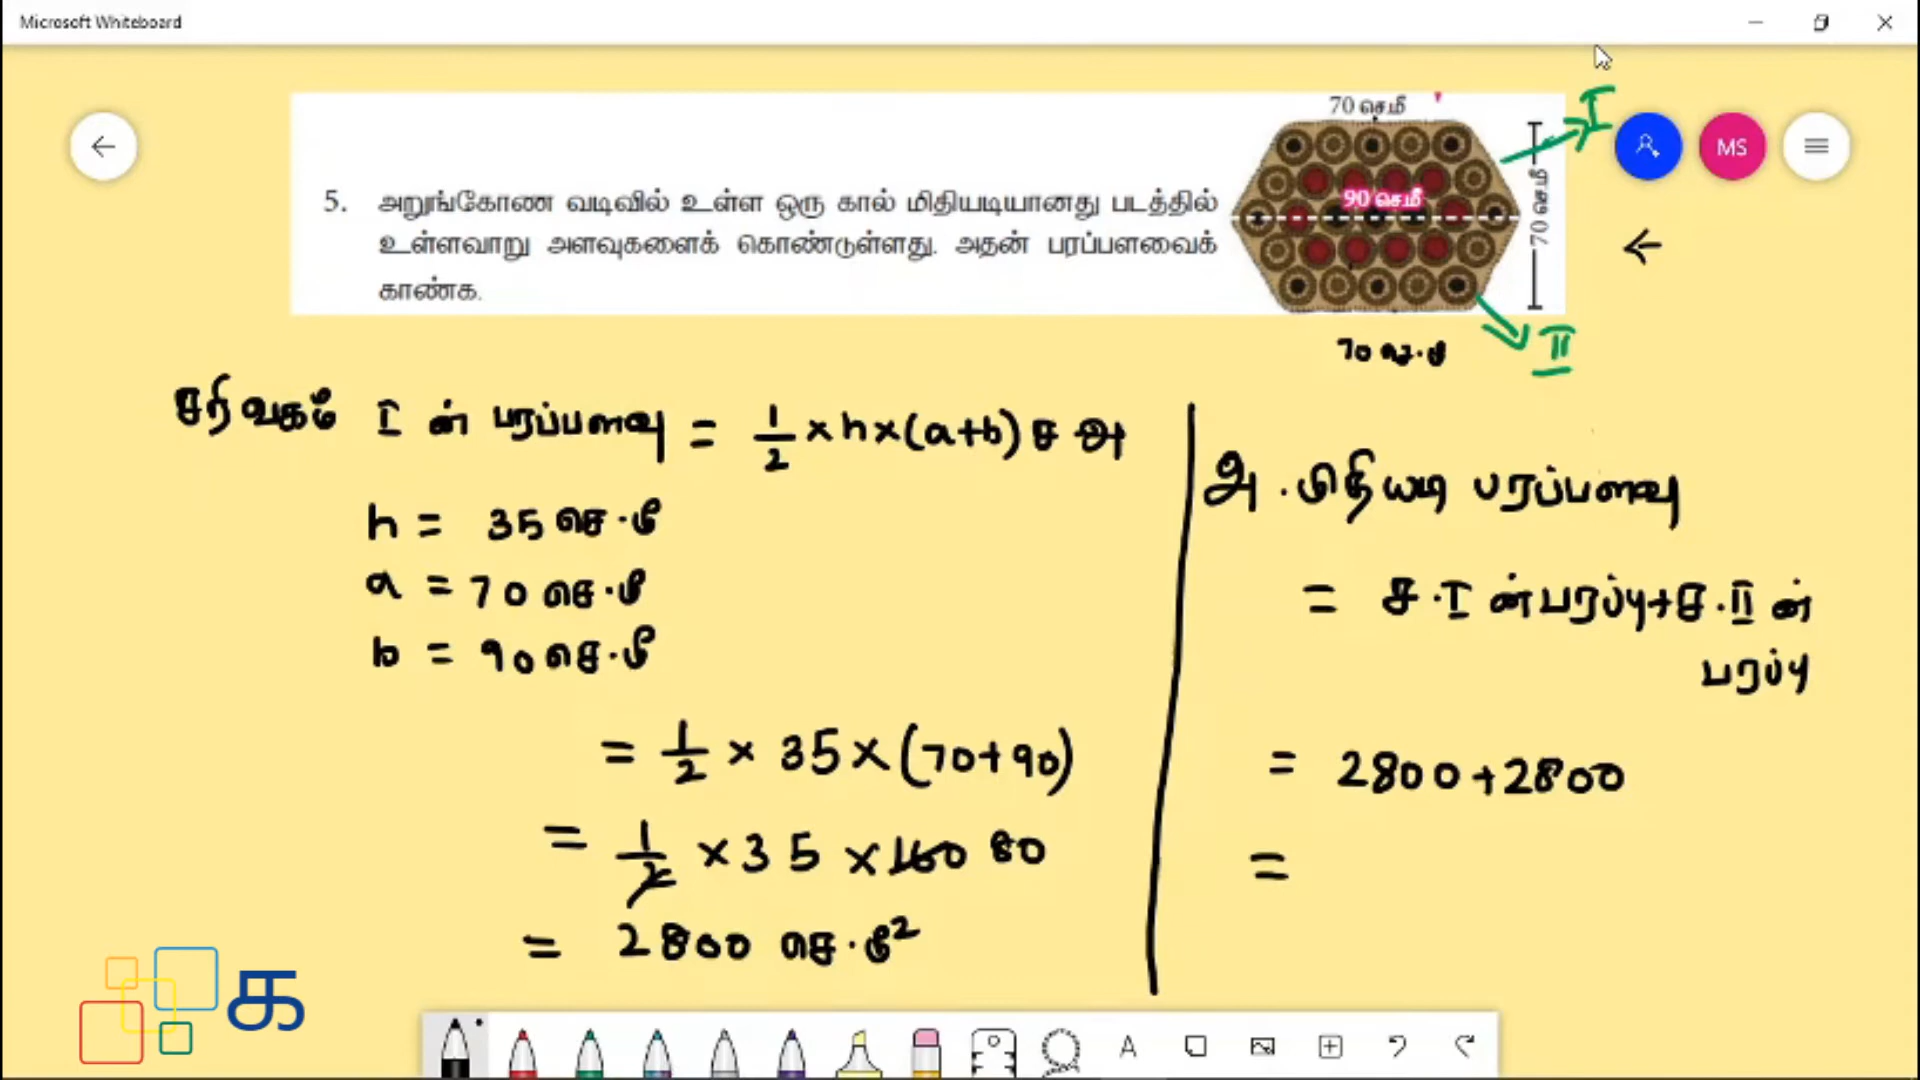 Microsoft Whiteboard
70 செமீ
I
MS
5. அறுங்கோண வடிவில் உள்ள ஒரு கால் மிதியடியானது படத்தில்
உள்ளவாறு அளவுகளைக் கொண்டுள்ளது. அதன் பரப்பளவைக்
காண்க.
90 செமீ
70 செமீ
70 செ.மீ
II
சரிவகம் I ன் பரப்பளவு = 1/2 × h × (a+b) ச அ
h = 35 செ.மீ
a = 70 செ.மீ
b = 90 செ.மீ
= 1/2 × 35 × (70+90)
= 1/2 × 35 × 160 80
= 2800 செ.மீ²
அ.மிதியடி பரப்பளவு
= ச.I ன் பரப்பு + ச.II ன்
பரப்பு
= 2800+2800
=
க
A